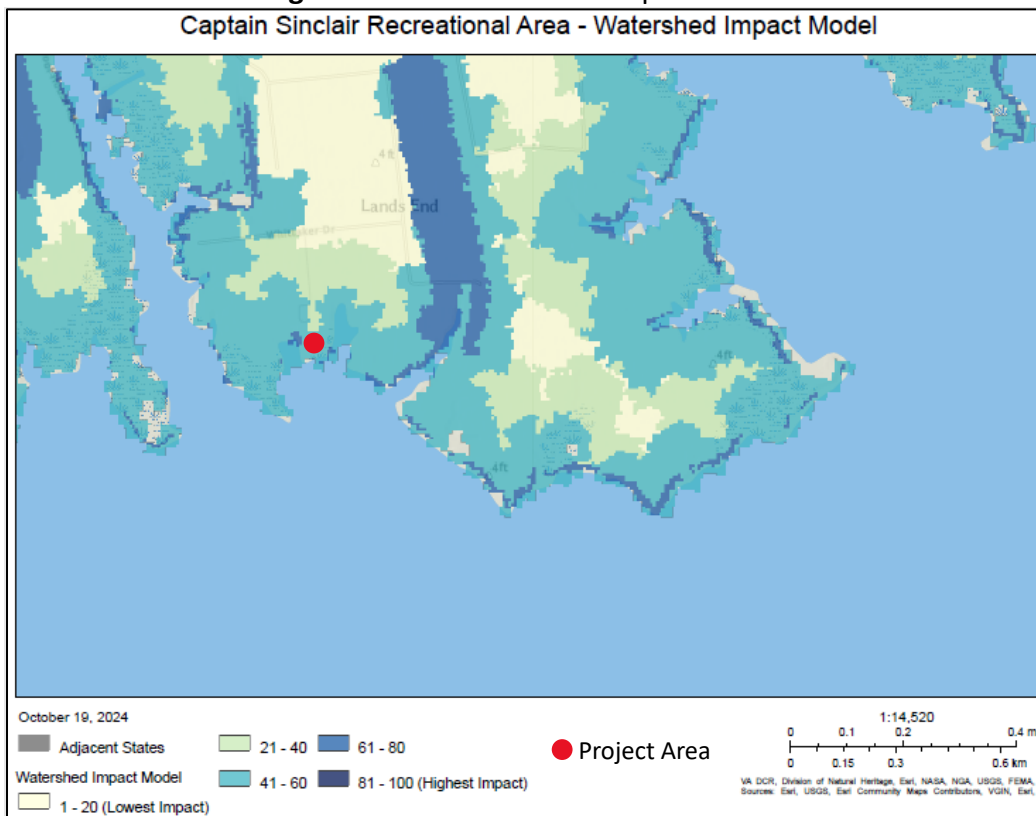 Captain Sinclair Recreational Area - Watershed Impact Model
4 ft
Lands End
Dr
4ft
4ft
October 19, 2024
Adjacent States
Watershed Impact Model
1 - 20 (Lowest Impact)
21 - 40
41 - 60
61 - 80
81 - 100 (Highest Impact)
Project Area
1:14,520
0 0.1 0.2 0.4 m
0 0.15 0.3 0.6 km
VA DCR, Division of Natural Heritage, Esri, NASA, NGA, USGS, FEMA,
Sources: Esri, USGS, Esri Community Maps Contributors, VGIN, Esri,